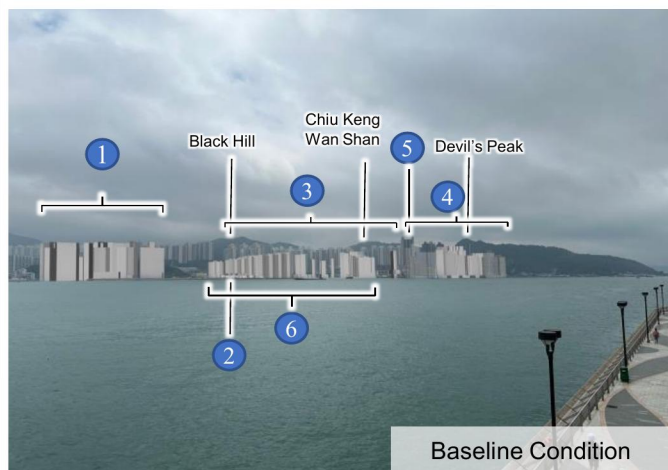 Chiu Keng
Wan Shan
Black Hill
5
Devil's Peak
1
3
4
6
2
Baseline Condition